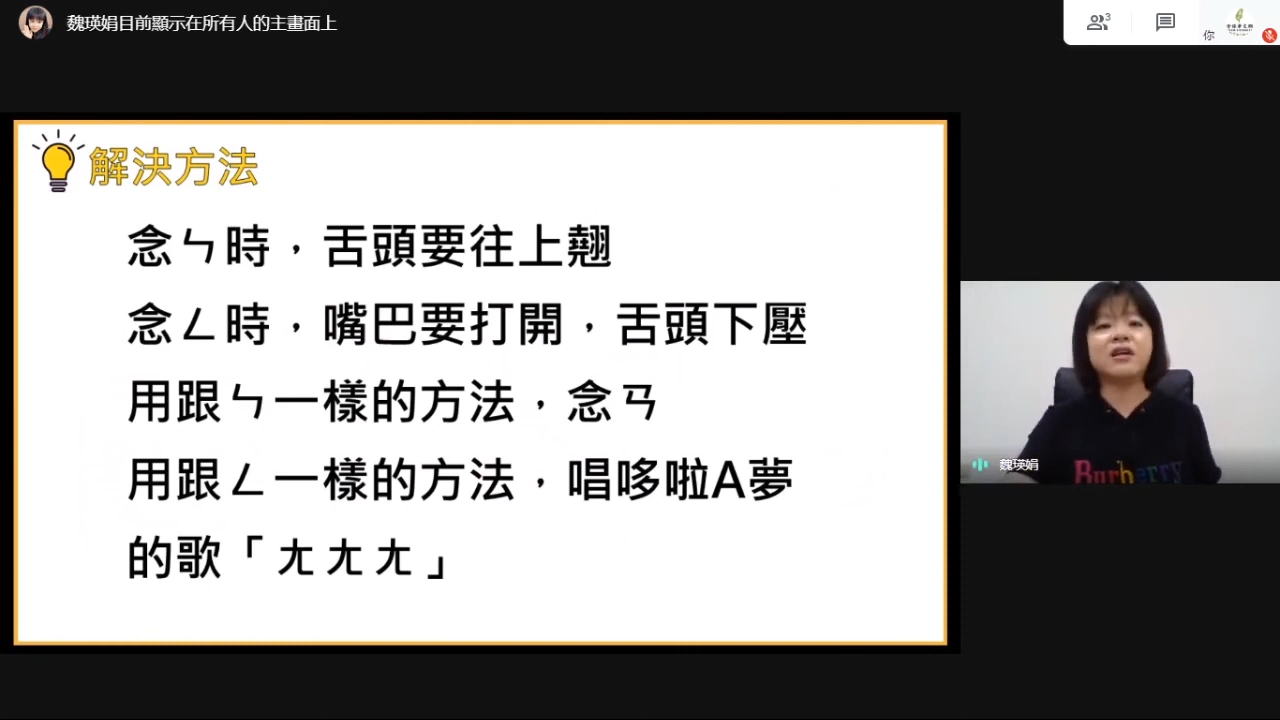 魏瑛娟目前顯示在所有人的主畫面上
3
你
解決方法
念ㄣ時，舌頭要往上翹
念ㄥ時，嘴巴要打開，舌頭下壓
用跟ㄣ一樣的方法，念ㄢ
用跟ㄥ一樣的方法，唱哆啦A夢
的歌「ㄤㄤㄤ」
魏瑛娟
Burberry